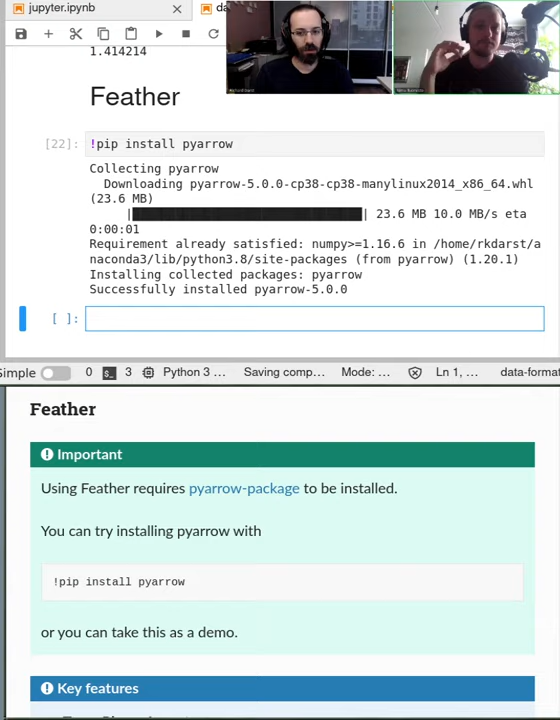 jupyter.ipynb
da
1.414214
Feather
[22]:
!pip install pyarrow
Collecting pyarrow
Downloading pyarrow-5.0.0-cp38-cp38-manylinux2014_x86_64.whl
(23.6 MB)
|████████████████████████████████| 23.6 MB 10.0 MB/s eta
0:00:01
Requirement already satisfied: numpy>=1.16.6 in /home/rkdarst/a
naconda3/lib/python3.8/site-packages (from pyarrow) (1.20.1)
Installing collected packages: pyarrow
Successfully installed pyarrow-5.0.0
[ ]:
Simple 0 3 Python 3 … Saving comp… Mode: … Ln 1, … data-format
Feather
Important
Using Feather requires pyarrow-package to be installed.
You can try installing pyarrow with
!pip install pyarrow
or you can take this as a demo.
Key features